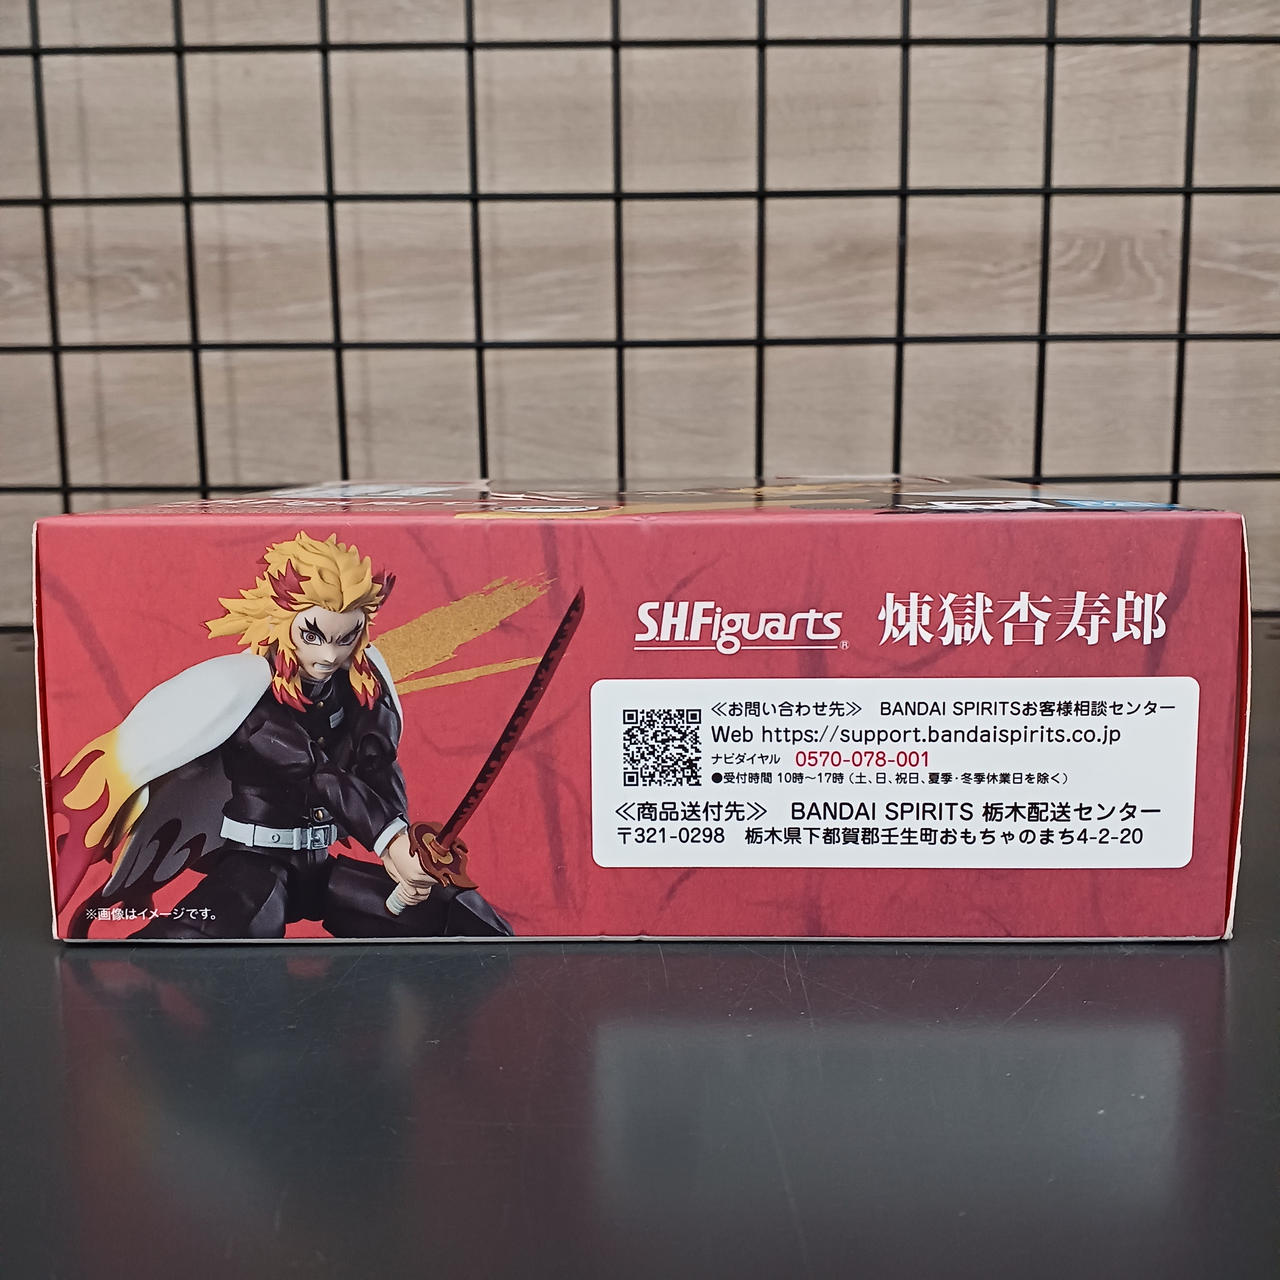 S.H.Figuarts® 煉獄杏寿郎
≪お問い合わせ先≫ BANDAI SPIRITSお客様相談センター
Web https://support.bandaispirits.co.jp
ナビダイヤル 0570-078-001
●受付時間 10時～17時（土、日、祝日、夏季・冬季休業日を除く）
≪商品送付先≫ BANDAI SPIRITS 栃木配送センター
〒321-0298 栃木県下都賀郡壬生町おもちゃのまち4-2-20
※画像はイメージです。